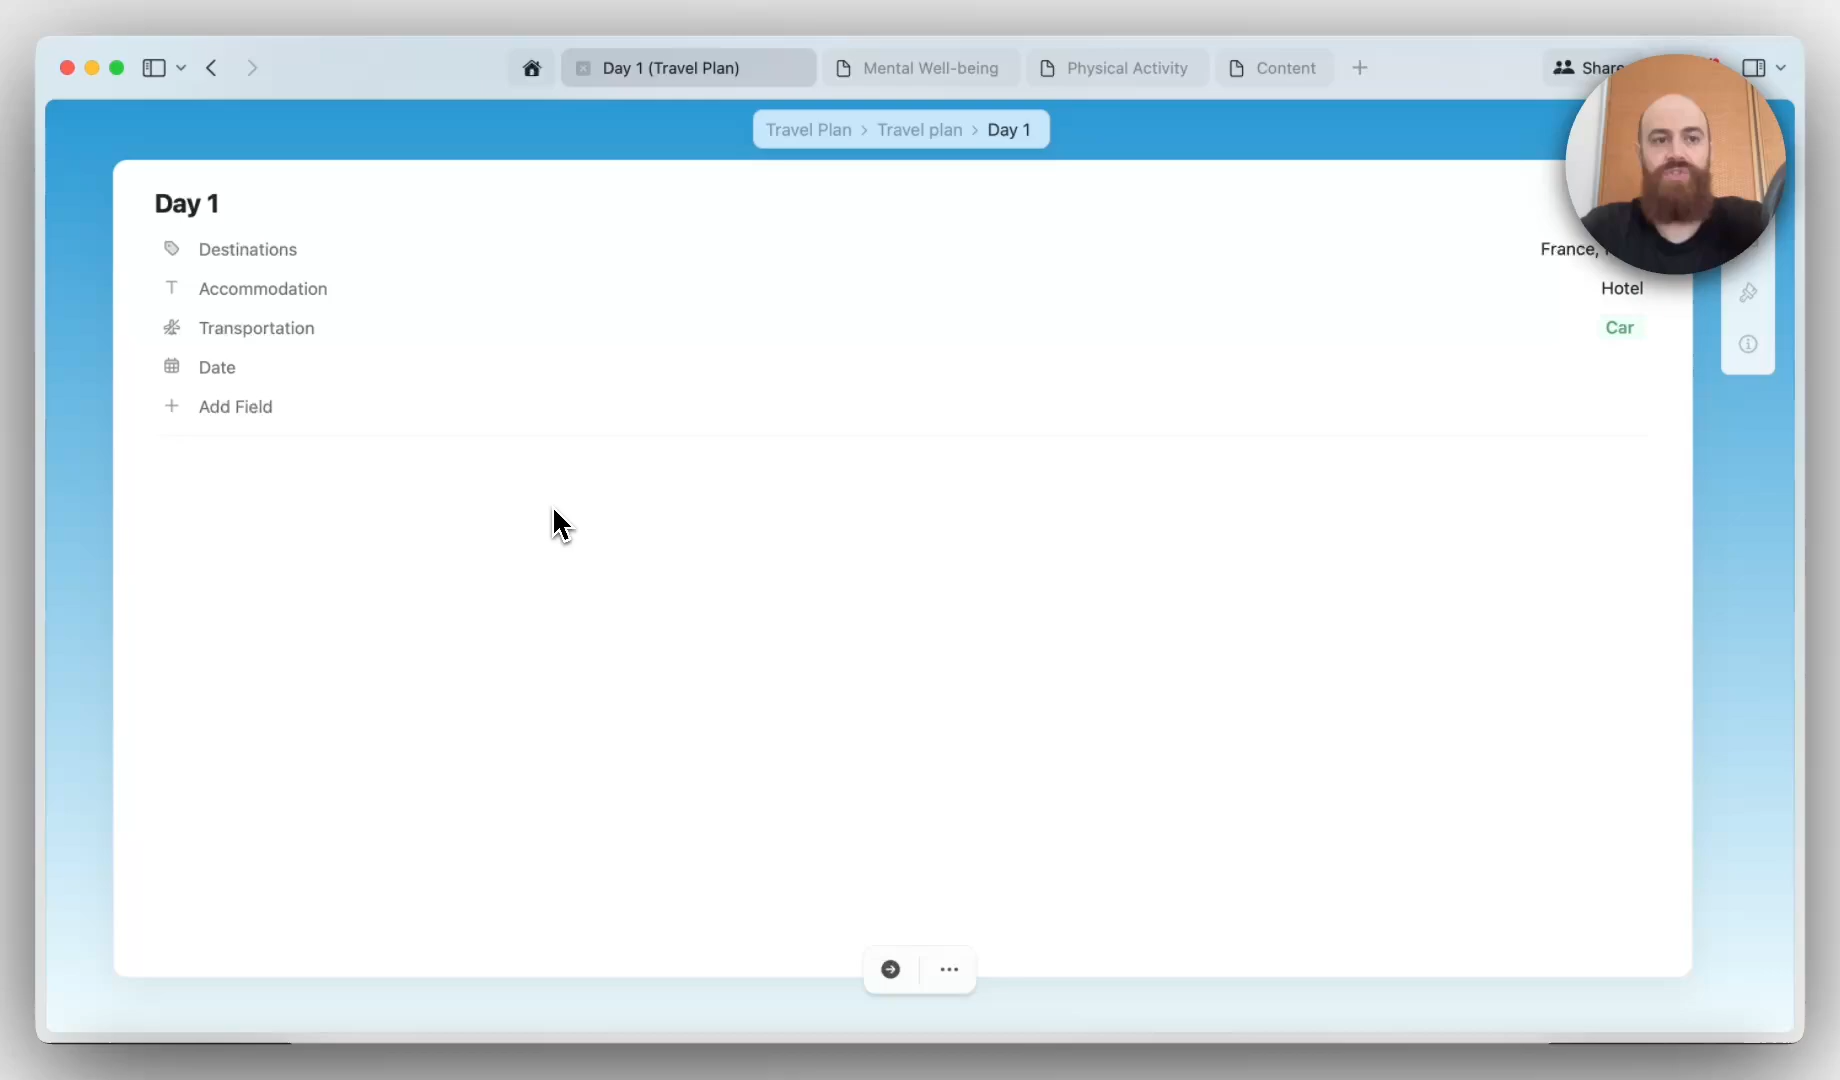 Day 1 (Travel Plan)
Mental Well-being
Physical Activity
Content
Share
Travel Plan > Travel plan > Day 1
Day 1
Destinations
France,
Accommodation
Hotel
Transportation
Car
Date
Add Field